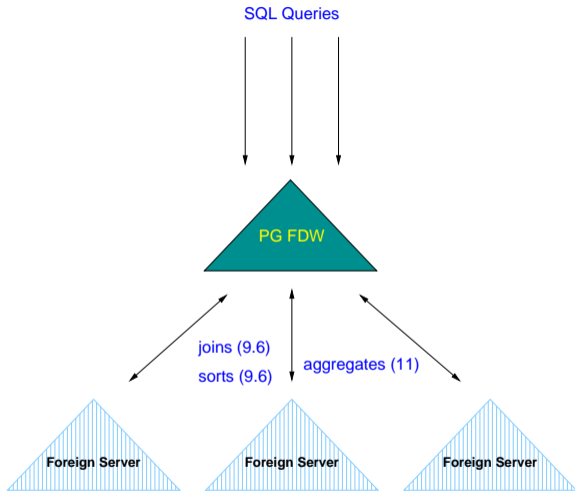 SQL Queries
PG FDW
joins (9.6)
sorts (9.6)
aggregates (11)
Foreign Server
Foreign Server
Foreign Server